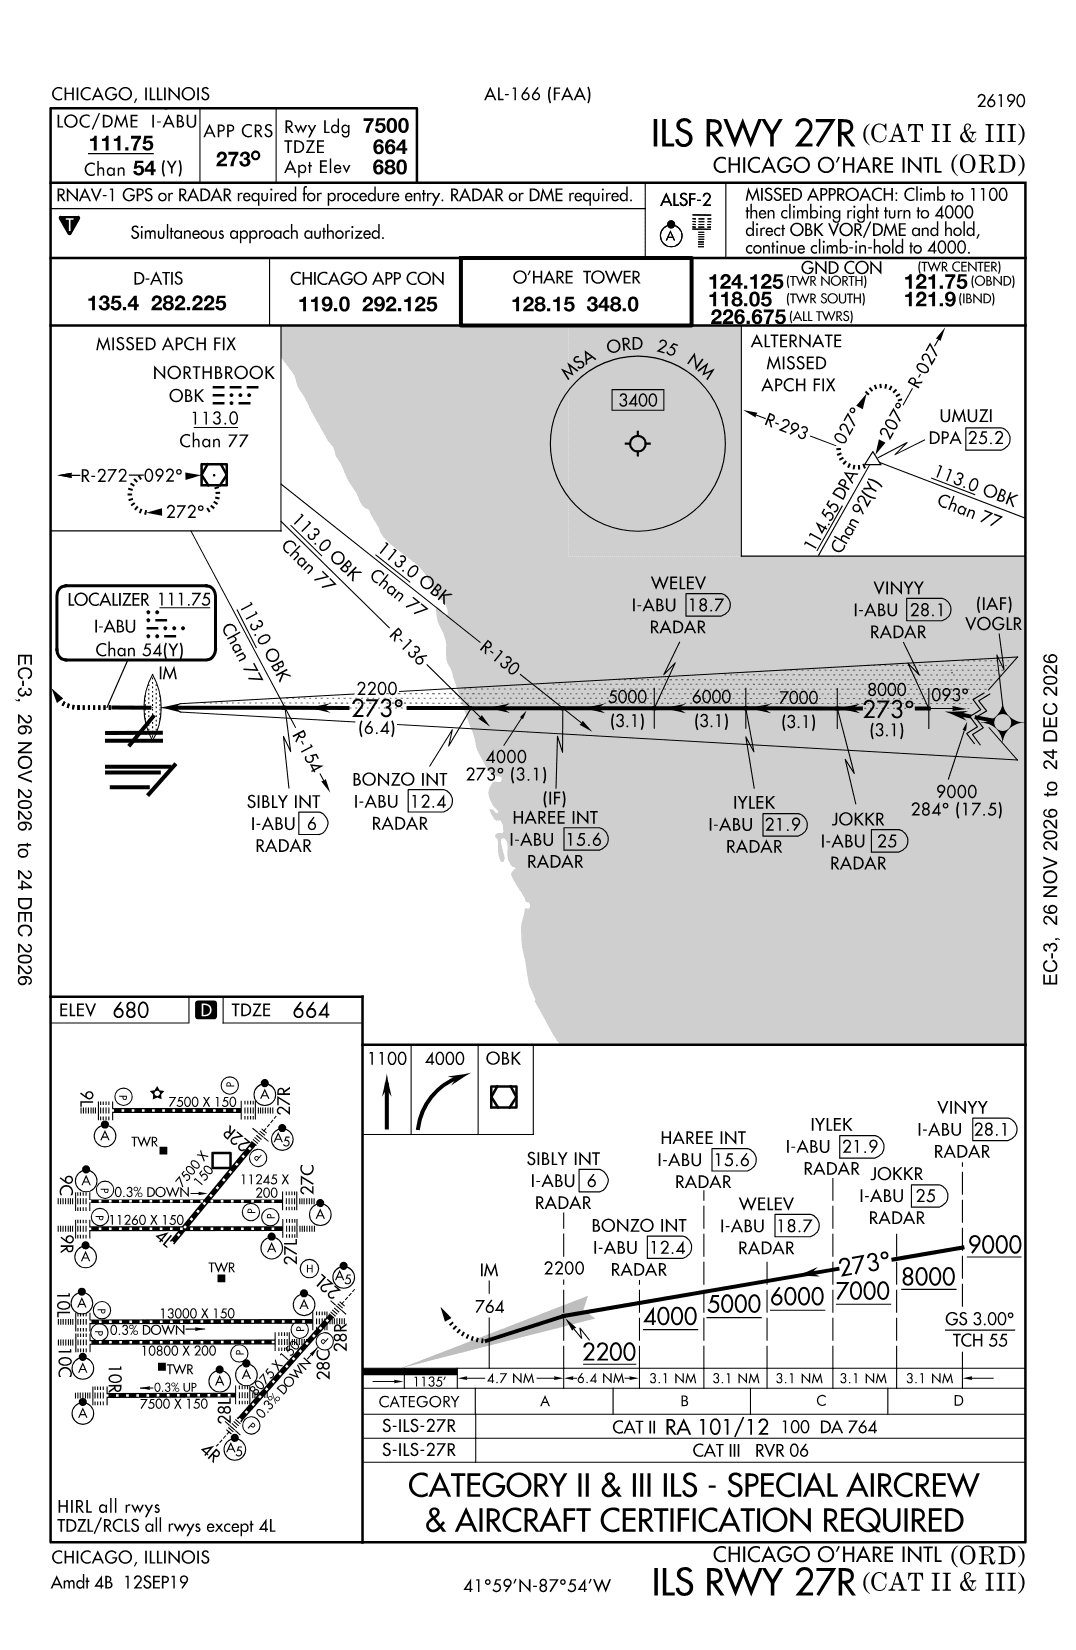 CHICAGO, ILLINOIS
AL-166 (FAA)
26190
LOC/DME I-ABU
111.75
Chan 54 (Y)
APP CRS
273°
Rwy Ldg 7500
TDZE 664
Apt Elev 680
ILS RWY 27R (CAT II & III)
CHICAGO O'HARE INTL (ORD)
RNAV-1 GPS or RADAR required for procedure entry. RADAR or DME required.
T
Simultaneous approach authorized.
ALSF-2
A
MISSED APPROACH: Climb to 1100
then climbing right turn to 4000
direct OBK VOR/DME and hold,
continue climb-in-hold to 4000.
D-ATIS
135.4 282.225
CHICAGO APP CON
119.0 292.125
O'HARE TOWER
128.15 348.0
GND CON
(TWR CENTER)
124.125 (TWR NORTH) 121.75 (OBND)
118.05 (TWR SOUTH) 121.9 (IBND)
226.675 (ALL TWRS)
MISSED APCH FIX
NORTHBROOK
OBK
113.0
Chan 77
R-272
092°
272°
MSA ORD 25 NM
3400
ALTERNATE
MISSED
APCH FIX
R-027
R-293
027°
207°
UMUZI
DPA 25.2
113.0 OBK
Chan 77
114.55 DPA
Chan 92(Y)
LOCALIZER 111.75
I-ABU
Chan 54(Y)
IM
113.0 OBK
Chan 77
R-154
113.0 OBK
Chan 77
R-136
113.0 OBK
Chan 77
R-130
WELEV
I-ABU 18.7
RADAR
VINYY
I-ABU 28.1
RADAR
(IAF)
VOGLR
2200
273°
(6.4)
4000
273° (3.1)
5000
(3.1)
6000
(3.1)
7000
(3.1)
8000
273°
(3.1)
093°
9000
284° (17.5)
SIBLY INT
I-ABU 6
RADAR
BONZO INT
I-ABU 12.4
RADAR
(IF)
HAREE INT
I-ABU 15.6
RADAR
IYLEK
I-ABU 21.9
RADAR
JOKKR
I-ABU 25
RADAR
EC-3, 26 NOV 2026 to 24 DEC 2026
EC-3, 26 NOV 2026 to 24 DEC 2026
ELEV 680
D
TDZE 664
9L
7500 X 150
27R
TWR
22R
7500 X
150
11245 X
200
9C
0.3% DOWN
27C
9R
11260 X 150
4L
27L
TWR
22L
10L
13000 X 150
28R
0.3% DOWN
10C
10800 X 200
28C
TWR
10R
0.3% UP
7500 X 150
28L
0.3% DOWN
4R
HIRL all rwys
TDZL/RCLS all rwys except 4L
1100
4000
OBK
IM
764
SIBLY INT
I-ABU 6
RADAR
2200
2200
BONZO INT
I-ABU 12.4
RADAR
4000
HAREE INT
I-ABU 15.6
RADAR
5000
WELEV
I-ABU 18.7
RADAR
6000
IYLEK
I-ABU 21.9
RADAR
273°
7000
JOKKR
I-ABU 25
RADAR
8000
VINYY
I-ABU 28.1
RADAR
9000
GS 3.00°
TCH 55
1135'
4.7 NM
6.4 NM
3.1 NM
3.1 NM
3.1 NM
3.1 NM
3.1 NM
CATEGORY A B C D
S-ILS-27R CAT II RA 101/12 100 DA 764
S-ILS-27R CAT III RVR 06
CATEGORY II & III ILS - SPECIAL AIRCREW
& AIRCRAFT CERTIFICATION REQUIRED
CHICAGO, ILLINOIS
Amdt 4B 12SEP19
41°59'N-87°54'W
CHICAGO O'HARE INTL (ORD)
ILS RWY 27R (CAT II & III)